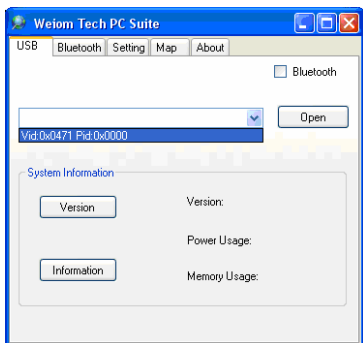 Weiom Tech PC Suite
USB Bluetooth Setting Map About
Bluetooth
Open
Vid:0x0471 Pid:0x0000
System Information
Version Version:
Power Usage:
Information Memory Usage: